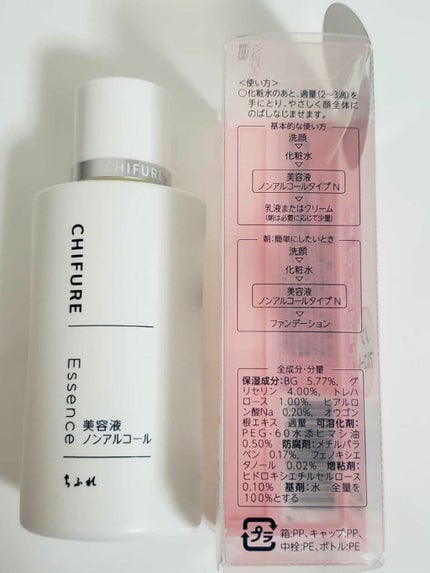 CHIFURE
CHIFURE
Essence
美容液
ノンアルコール
ちふれ
<使い方>
○化粧水のあと、適量(2~3滴)を
手にとり、やさしく顔全体に
のばしなじませます。
基本的な使い方
洗顔
▽
化粧水
▽
美容液
ノンアルコールタイプ N
▽
乳液またはクリーム
(朝は必要に応じて少量)
朝:簡単にしたいとき
洗顔
▽
化粧水
▽
美容液
ノンアルコールタイプ N
▽
ファンデーション
全成分・分量
保湿成分:BG 5.77%、グ
リセリン 4.00%、トレハ
ロース 1.00%、ヒアルロ
ン酸Na 0.20%、オウゴン
根エキス 適量 可溶化剤:
PEG-60水添ヒマシ油
0.50% 防腐剤:メチルパラ
ベン 0.17%、フェノキシエ
タノール 0.02% 増粘剤:
ヒドロキシエチルセルロース
0.10% 基剤:水 全量を
100%とする
プラ
箱:PP、キャップ:PP、
中栓:PE、ボトル:PE